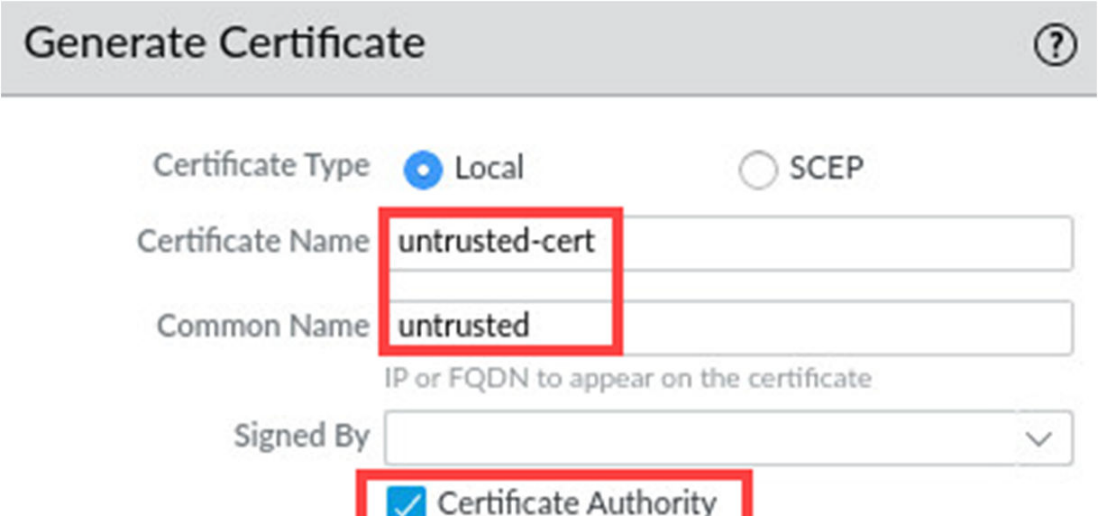 Generate Certificate ?
Certificate Type Local SCEP
Certificate Name untrusted-cert
Common Name untrusted
IP or FQDN to appear on the certificate
Signed By
Certificate Authority